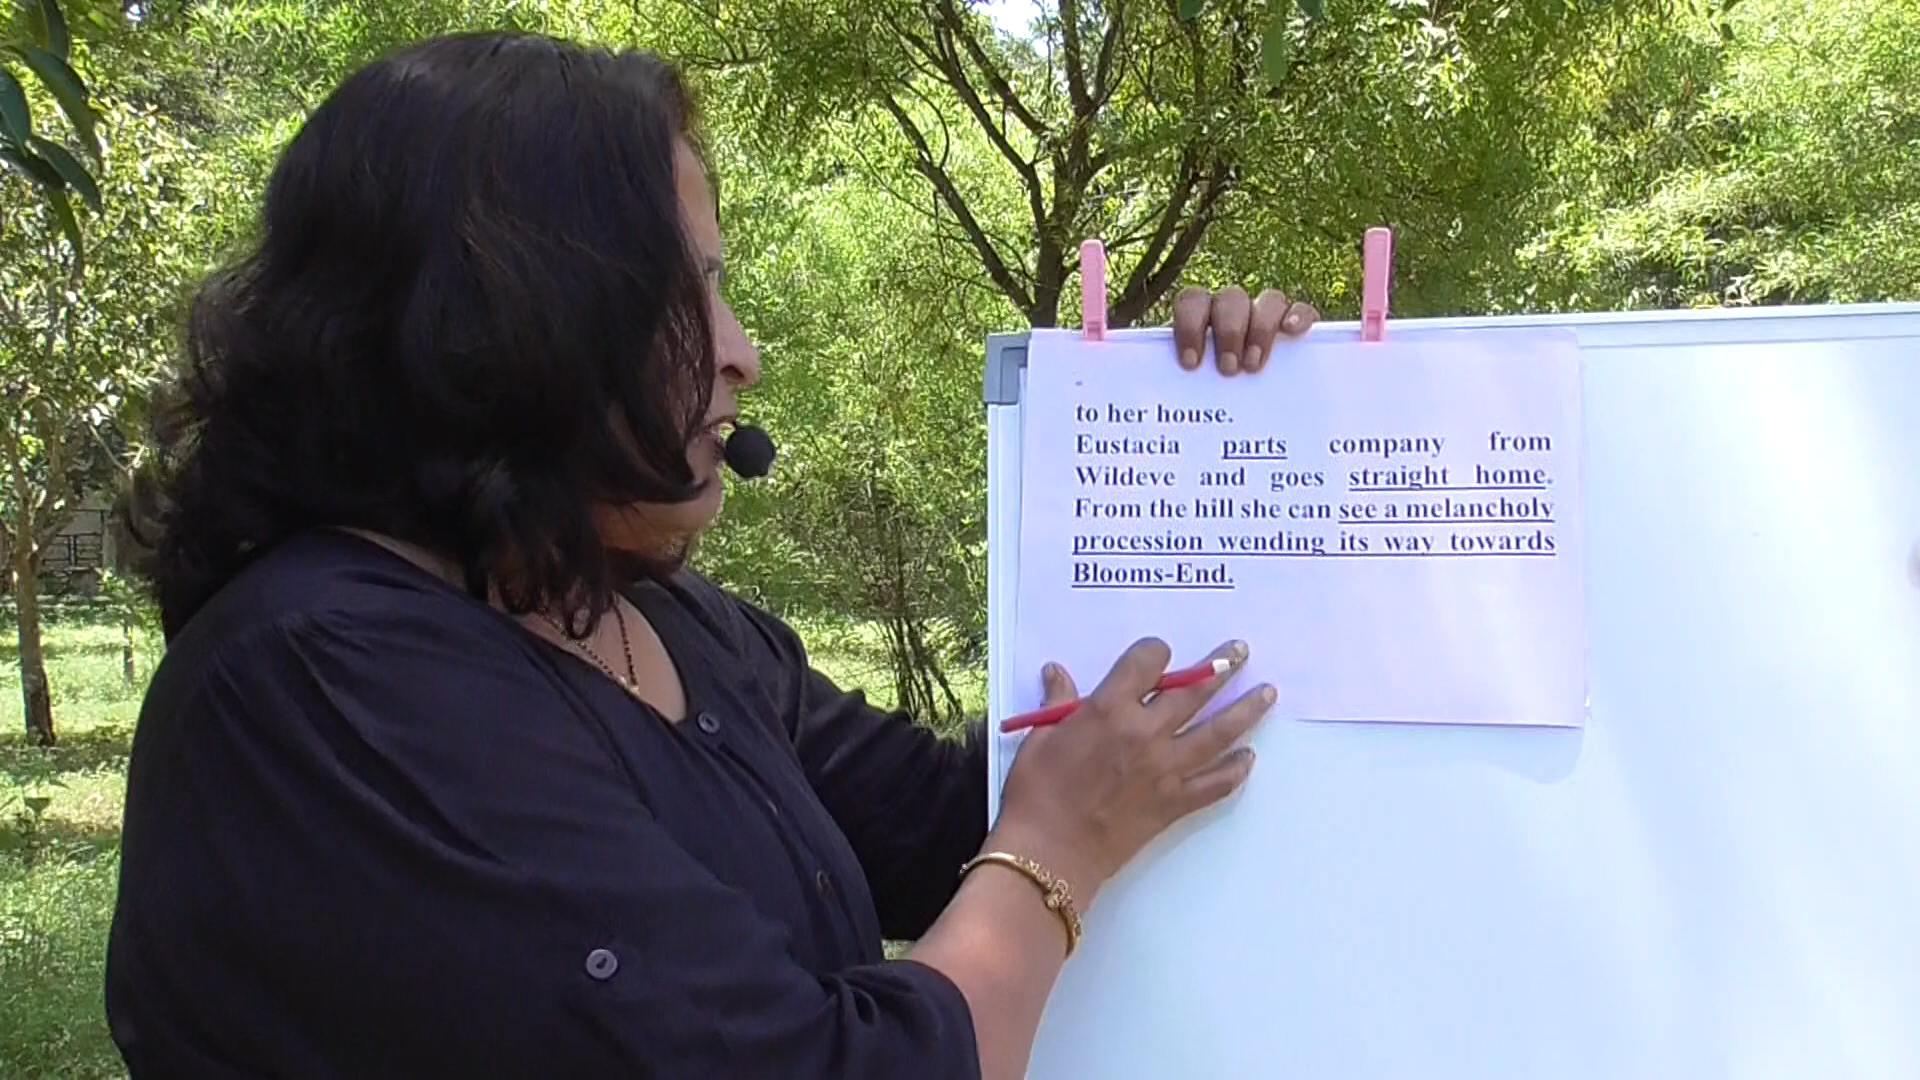 to her house.
Eustacia parts company from
Wildeve and goes straight home.
From the hill she can see a melancholy
procession wending its way towards
Blooms-End.